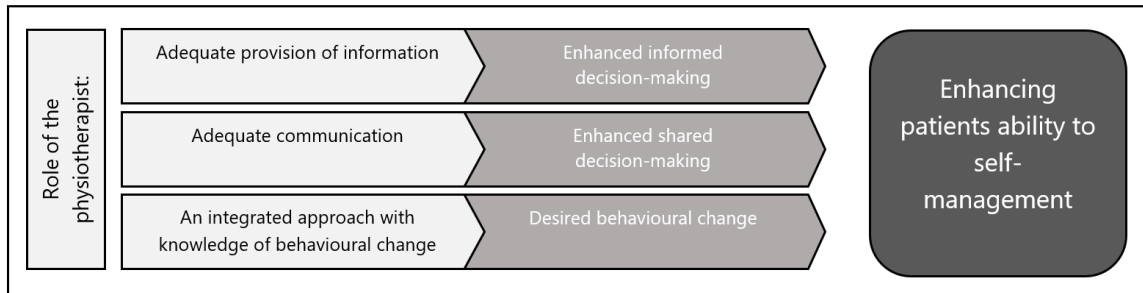 Role of the
physiotherapist:
Adequate provision of information
Enhanced informed
decision-making
Adequate communication
Enhanced shared
decision-making
An integrated approach with
knowledge of behavioural change
Desired behavioural change
Enhancing
patients ability to
self-
management